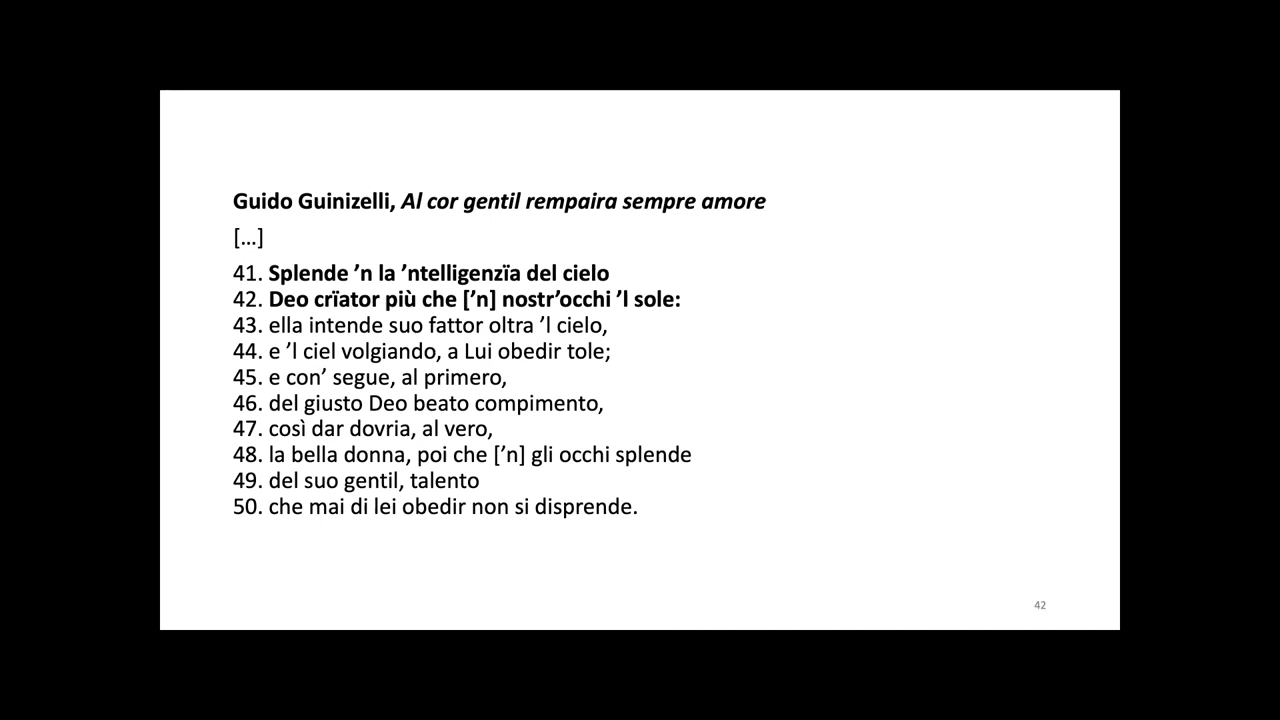 Guido Guinizelli, Al cor gentil rempaira sempre amore
[…]
41. Splende ’n la ’ntelligenzïa del cielo
42. Deo crïator più che [’n] nostr’occhi ’l sole:
43. ella intende suo fattor oltra ’l cielo,
44. e ’l ciel volgiando, a Lui obedir tole;
45. e con’ segue, al primero,
46. del giusto Deo beato compimento,
47. così dar dovria, al vero,
48. la bella donna, poi che [’n] gli occhi splende
49. del suo gentil, talento
50. che mai di lei obedir non si disprende.
42